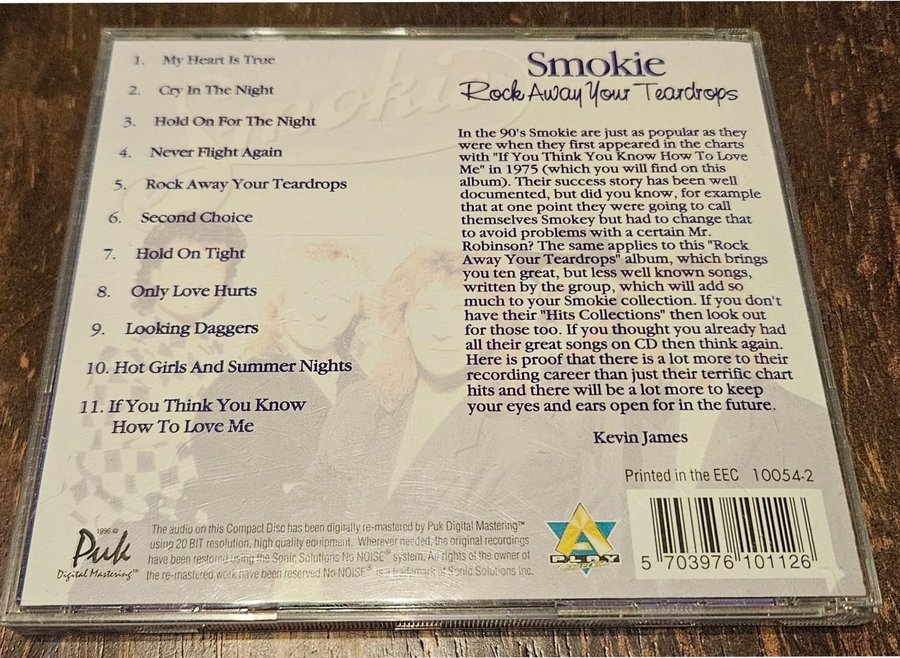 1. My Heart Is True
2. Cry In The Night
3. Hold On For The Night
4. Never Flight Again
5. Rock Away Your Teardrops
6. Second Choice
7. Hold On Tight
8. Only Love Hurts
9. Looking Daggers
10. Hot Girls And Summer Nights
11. If You Think You Know
How To Love Me
Smokie
Rock Away Your Teardrops
In the 90's Smokie are just as popular as they
were when they first appeared in the charts
with "If You Think You Know How To Love
Me" in 1975 (which you will find on this
album). Their success story has been well
documented, but did you know, for example
that at one point they were going to call
themselves Smokey but had to change that
to avoid problems with a certain Mr.
Robinson? The same applies to this "Rock
Away Your Teardrops" album, which brings
you ten great, but less well known songs,
written by the group, which will add so
much to your Smokie collection. If you don't
have their "Hits Collections" then look out
for those too. If you thought you already had
all their great songs on CD then think again.
Here is proof that there is a lot more to their
recording career than just their terrific chart
hits and there will be a lot more to keep
your eyes and ears open for in the future.
Kevin James
Printed in the EEC 10054-2
1996 @
Puk
Digital Mastering™
The audio on this Compact Disc has been digitally re-mastered by Puk Digital Mastering™
using 20 BIT resolution, high quality equipment. Wherever needed, the original recordings
have been restored using the Sonic Solutions No NOISE® system. All rights of the owner of
the re-mastered work have been reserved No NOISE® is a trademark of Sonic Solutions Inc.
PLAY
5 703976 101126
Smokie